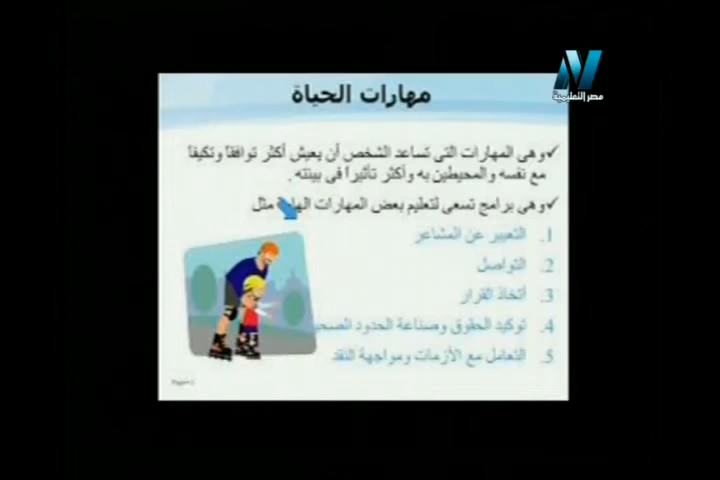 مهارات الحياة
مصر التعليمية
✓ وهى المهارات التى تساعد الشخص أن يعيش أكثر توافقاً وتكيفاً
مع نفسه والمحيطين به وأكثر تأثيراً فى بيئته .
✓ وهى برامج تسعى لتعليم بعض المهارات الهامة مثل
1. التعبير عن المشاعر
2. التواصل
3. أتخاذ القرار
4. توكيد الحقوق وصناعة الحدود
5. التعامل مع الأزمات ومواجهة النقد